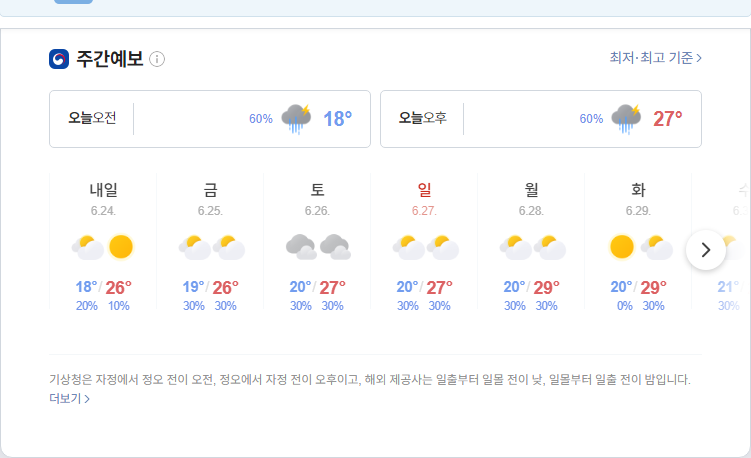 주간예보
최저·최고 기준
오늘오전 60% 18°
오늘오후 60% 27°
내일 금 토 일 월 화 수
6.24. 6.25. 6.26. 6.27. 6.28. 6.29. 6.
18°/26° 19°/26° 20°/27° 20°/27° 20°/29° 20°/29° 21°
20% 10% 30% 30% 30% 30% 30% 30% 30% 30% 0% 30% 30%
기상청은 자정에서 정오 전이 오전, 정오에서 자정 전이 오후이고, 해외 제공사는 일출부터 일몰 전이 낮, 일몰부터 일출 전이 밤입니다.
더보기